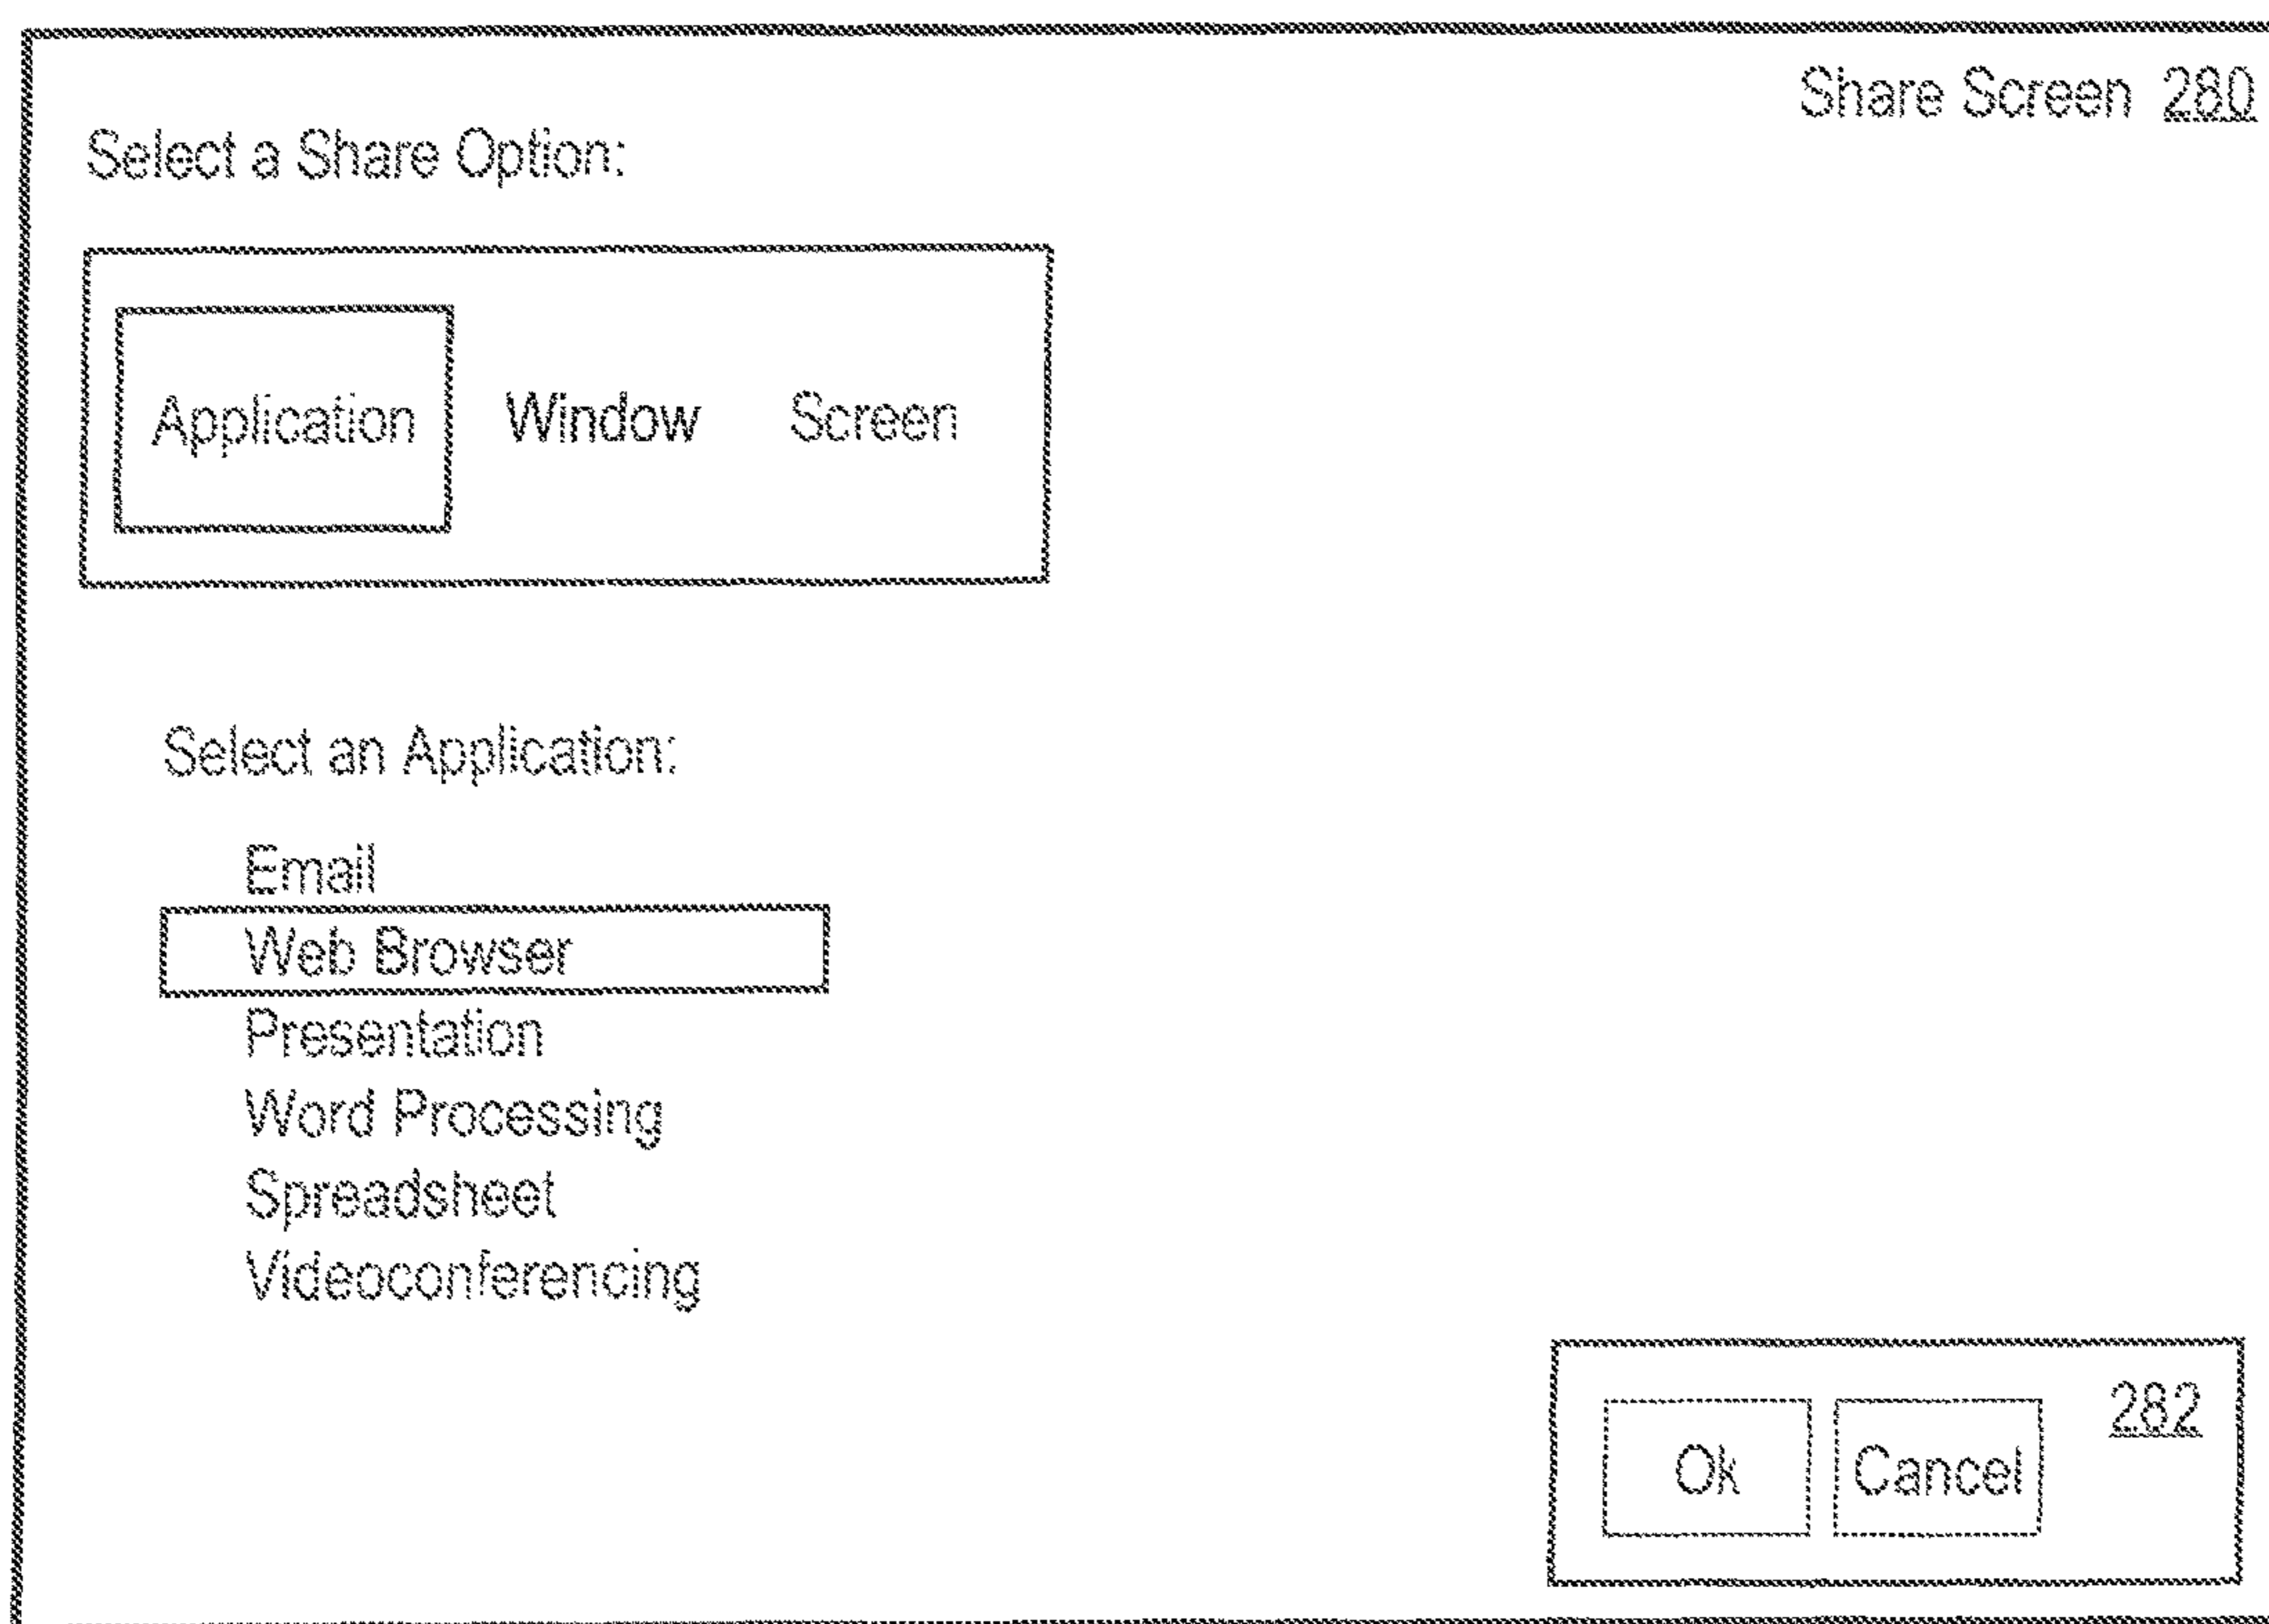 Share Screen 280
Select a Share Option:
Application Window Screen
Select an Application:
Email
Web Browser
Presentation
Word Processing
Spreadsheet
Videoconferencing
282
Ok Cancel